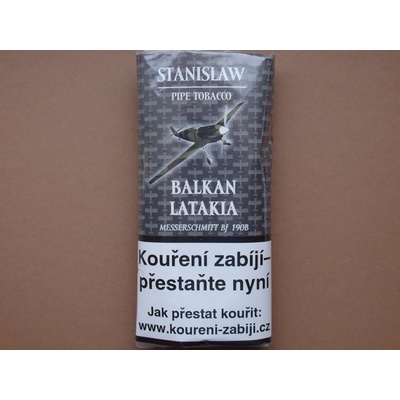 STANISLAW
PIPE TOBACCO
BALKAN
LATAKIA
MESSERSCHMITT Bf 190B
Kouření zabíjí–
přestaňte nyní
Jak přestat kouřit:
www.koureni-zabiji.cz